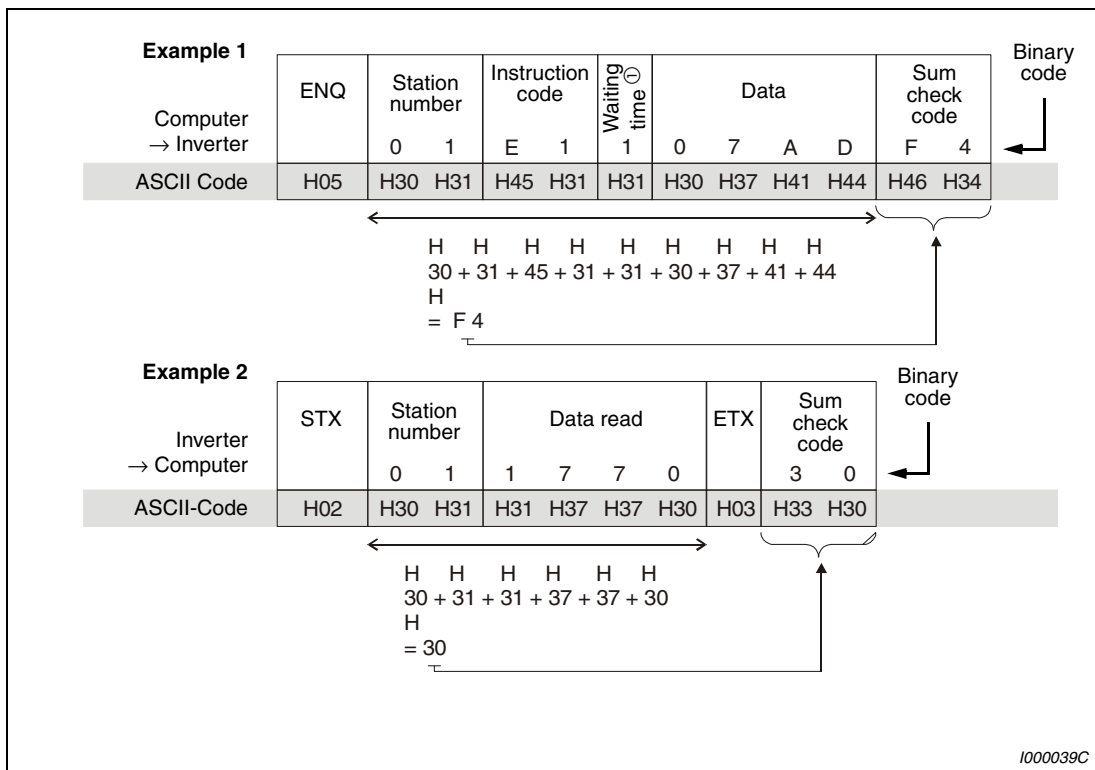 Example 1
Computer
→ Inverter
ENQ
Station
number
0 1
Instruction
code
E 1
Waiting
time ①
1
Data
0 7 A D
Sum
check
code
F 4
Binary
code
ASCII Code H05 H30 H31 H45 H31 H31 H30 H37 H41 H44 H46 H34
H H H H H H H H H
30 + 31 + 45 + 31 + 31 + 30 + 37 + 41 + 44
H
= F 4
Example 2
Inverter
→ Computer
STX
Station
number
0 1
Data read
1 7 7 0
ETX
Sum
check
code
3 0
Binary
code
ASCII-Code H02 H30 H31 H31 H37 H37 H30 H03 H33 H30
H H H H H H
30 + 31 + 31 + 37 + 37 + 30
H
= 30
I000039C